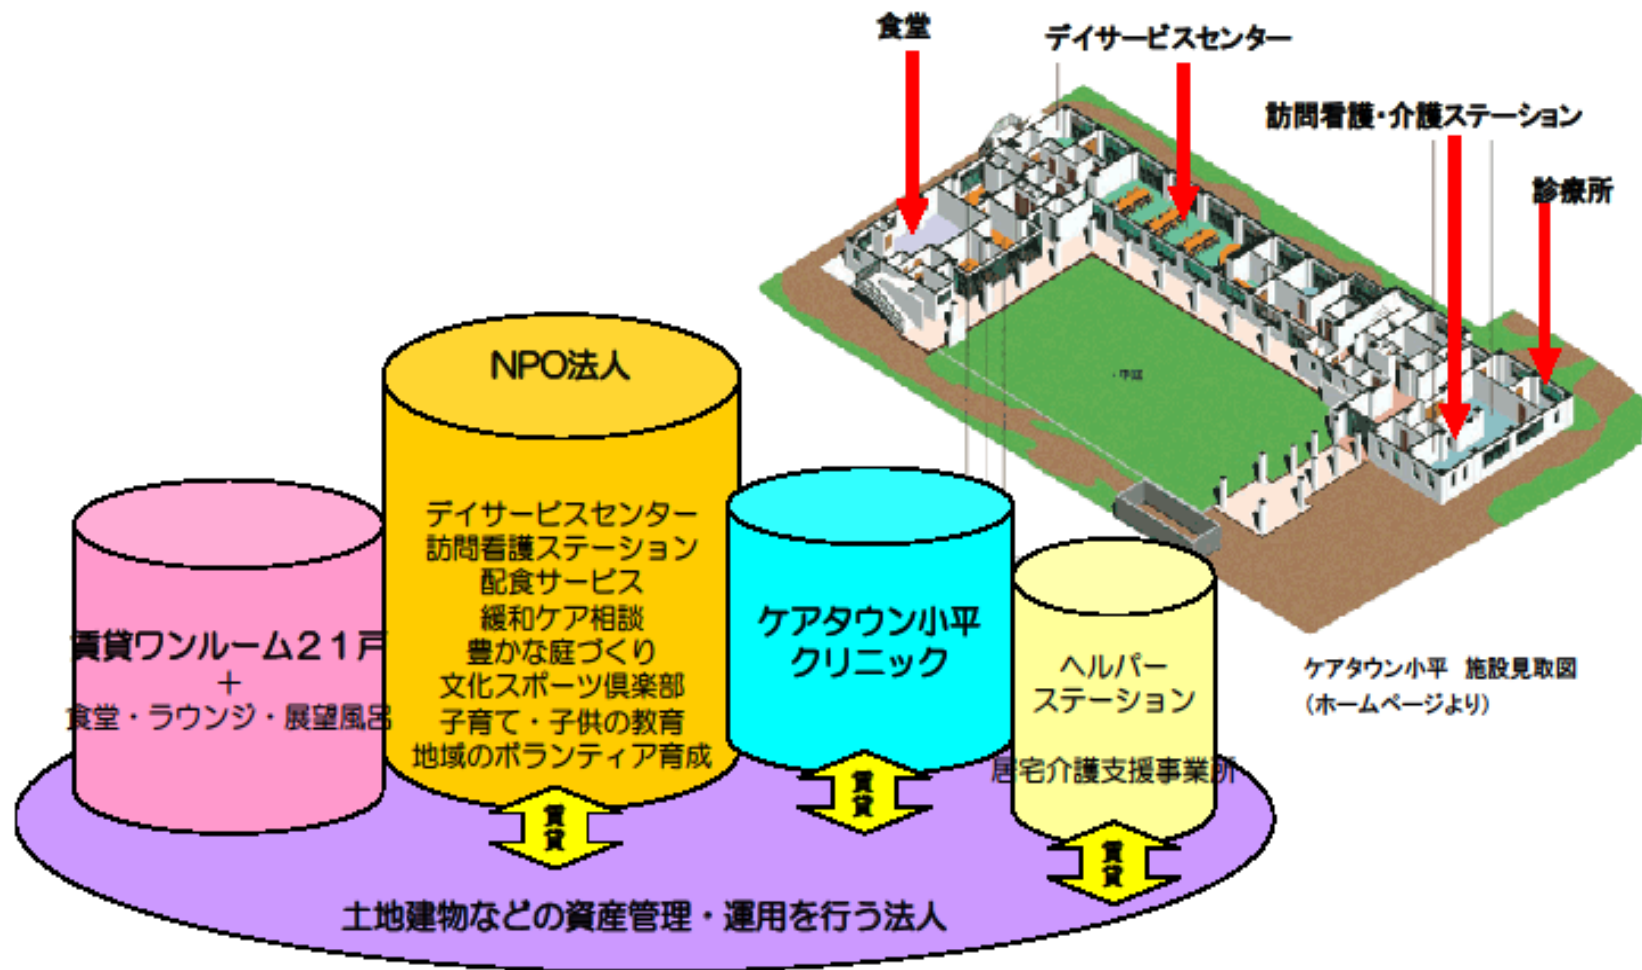 食堂
デイサービスセンター
訪問看護・介護ステーション
診療所
・中庭
NPO法人
デイサービスセンター
訪問看護ステーション
配食サービス
緩和ケア相談
豊かな庭づくり
文化スポーツ倶楽部
子育て・子供の教育
地域のボランティア育成
賃貸ワンルーム21戸
+
食堂・ラウンジ・展望風呂
ケアタウン小平
クリニック
ヘルパー
ステーション
居宅介護支援事業所
ケアタウン小平 施設見取図
(ホームページより)
賃貸
賃貸
賃貸
土地建物などの資産管理・運用を行う法人